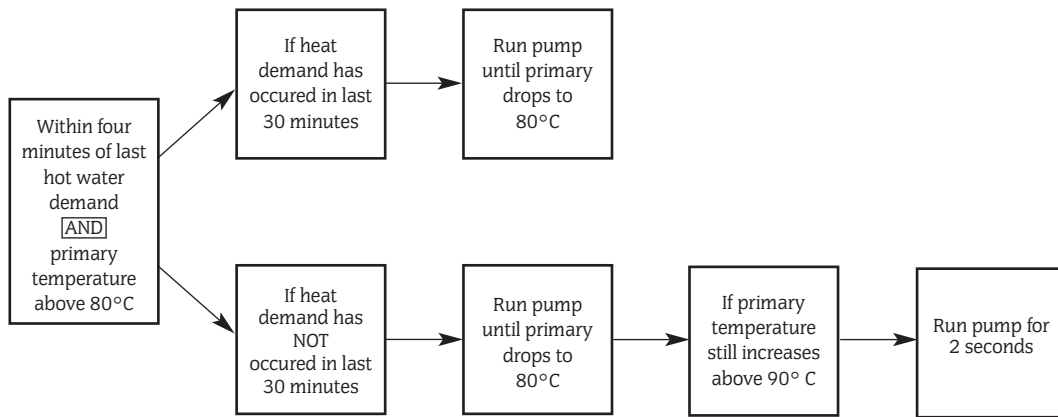 Within four
minutes of last
hot water
demand
AND
primary
temperature
above 80°C
If heat
demand has
occured in last
30 minutes
Run pump
until primary
drops to
80°C
If heat
demand has
NOT
occured in last
30 minutes
Run pump
until primary
drops to
80°C
If primary
temperature
still increases
above 90° C
Run pump for
2 seconds